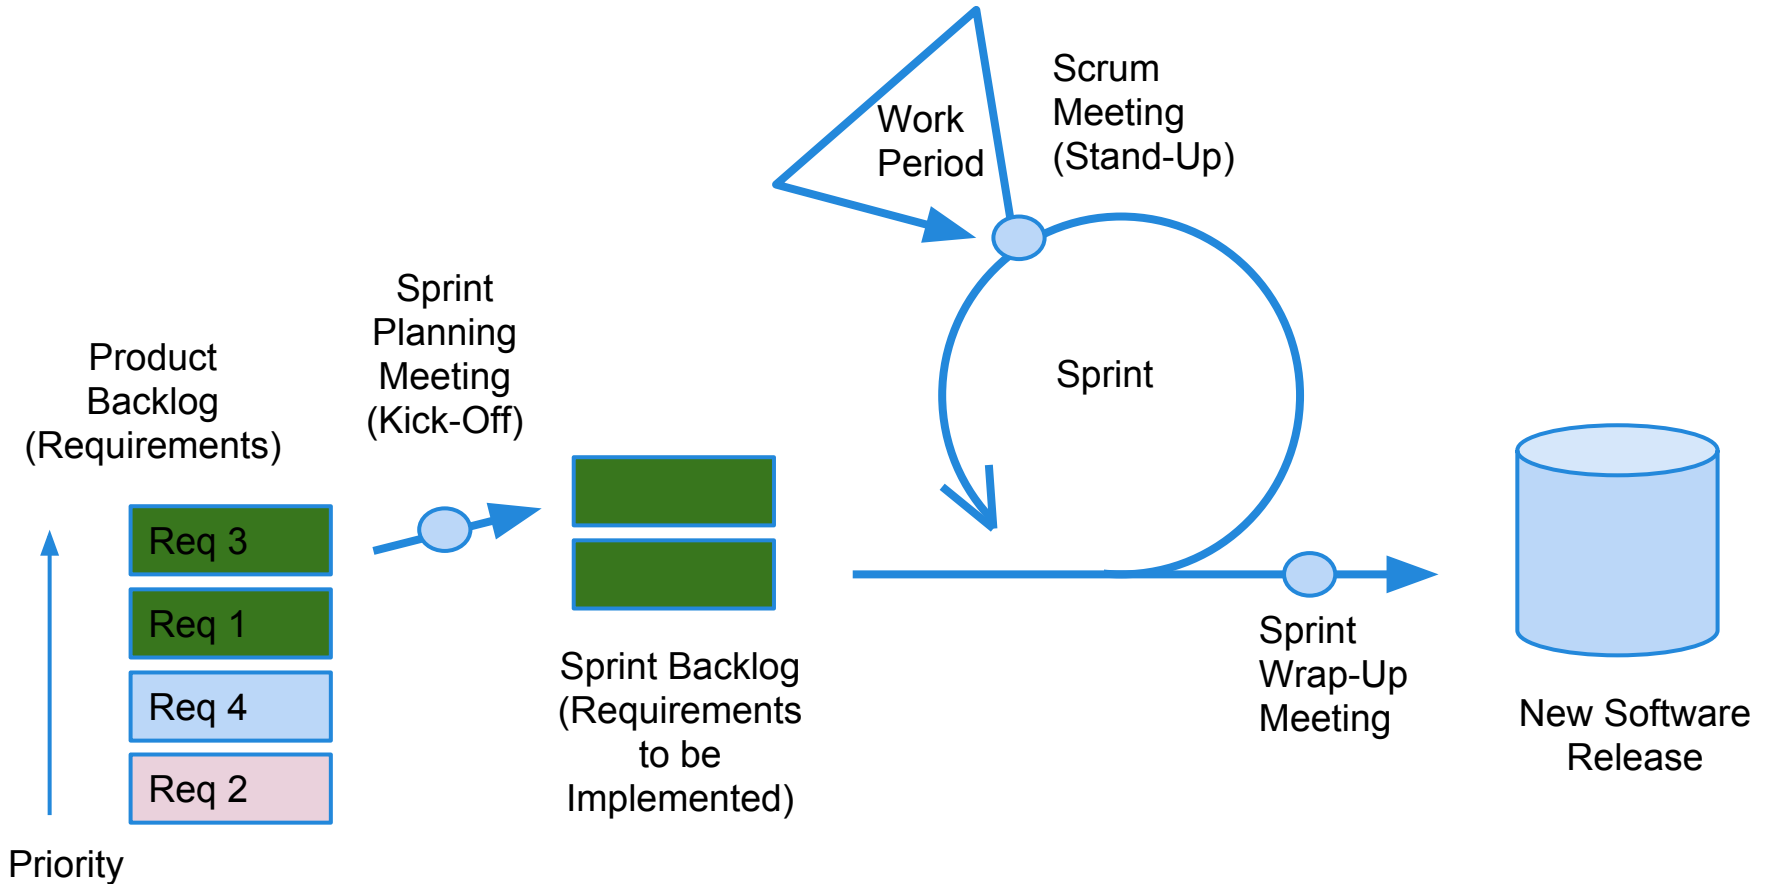 Product
Backlog
(Requirements)
Req 3
Req 1
Req 4
Req 2
Priority
Sprint
Planning
Meeting
(Kick-Off)
Sprint Backlog
(Requirements
to be
Implemented)
Work
Period
Scrum
Meeting
(Stand-Up)
Sprint
Sprint
Wrap-Up
Meeting
New Software
Release